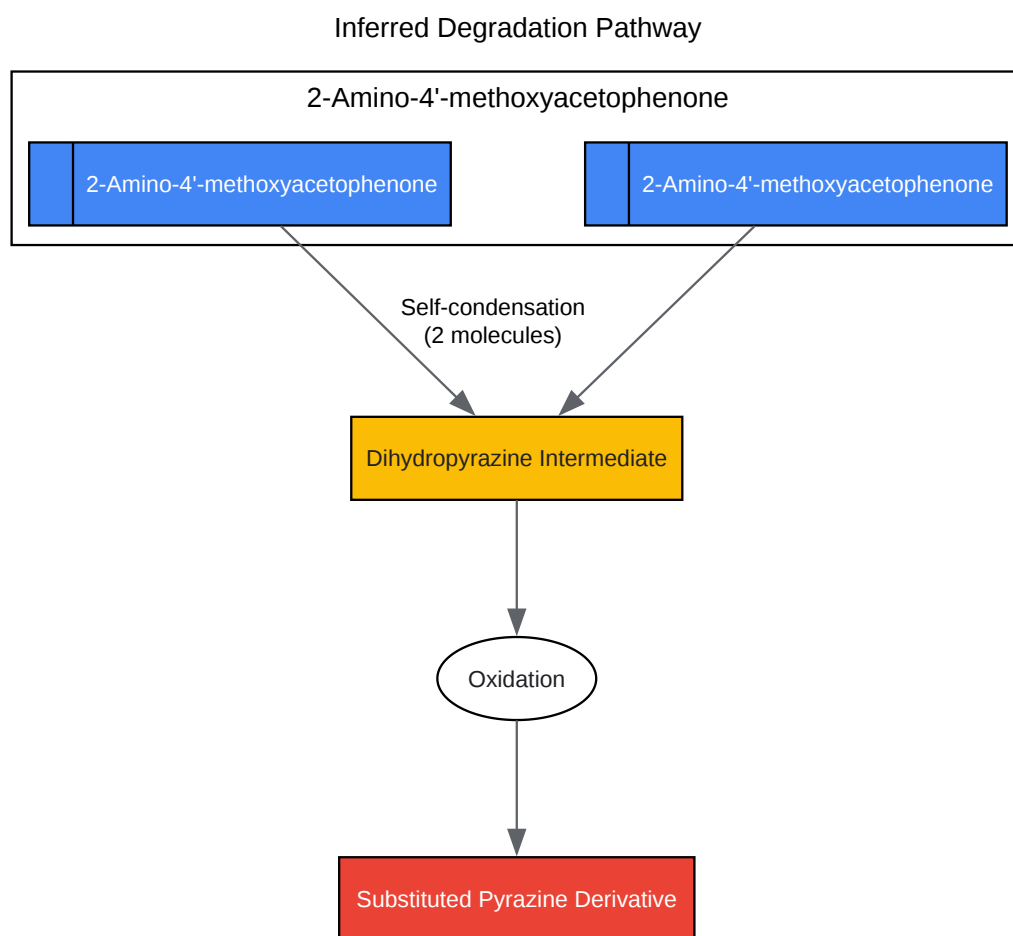 Inferred Degradation Pathway
2-Amino-4'-methoxyacetophenone
2-Amino-4'-methoxyacetophenone
2-Amino-4'-methoxyacetophenone
Self-condensation
(2 molecules)
Dihydropyrazine Intermediate
Oxidation
Substituted Pyrazine Derivative